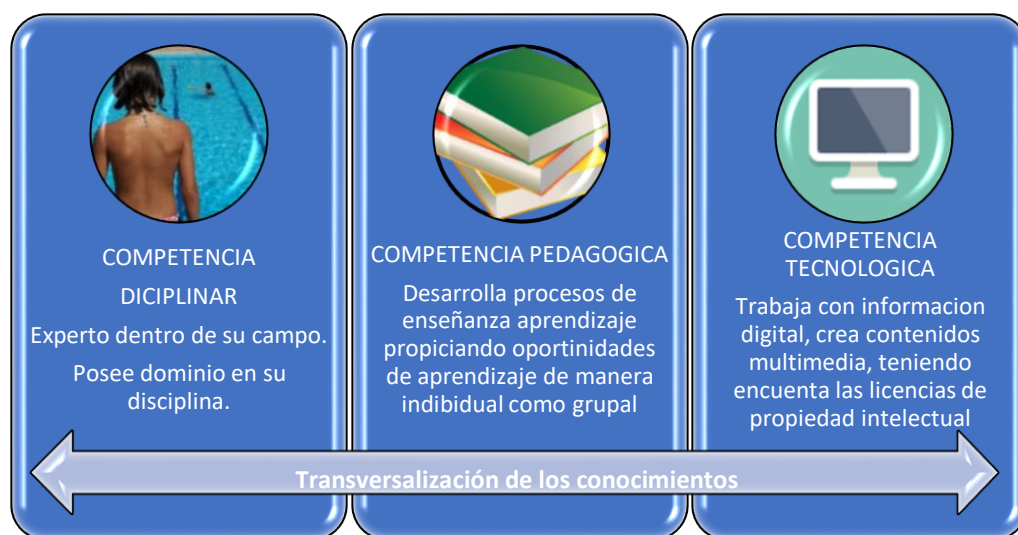 COMPETENCIA
DICIPLINAR
Experto dentro de su campo.
Posee dominio en su
disciplina.
COMPETENCIA PEDAGOGICA
Desarrolla procesos de
enseñanza aprendizaje
propiciando oportinidades
de aprendizaje de manera
indibidual como grupal
COMPETENCIA
TECNOLOGICA
Trabaja con informacion
digital, crea contenidos
multimedia, teniendo
encuenta las licencias de
propiedad intelectual
Transversalización de los conocimientos